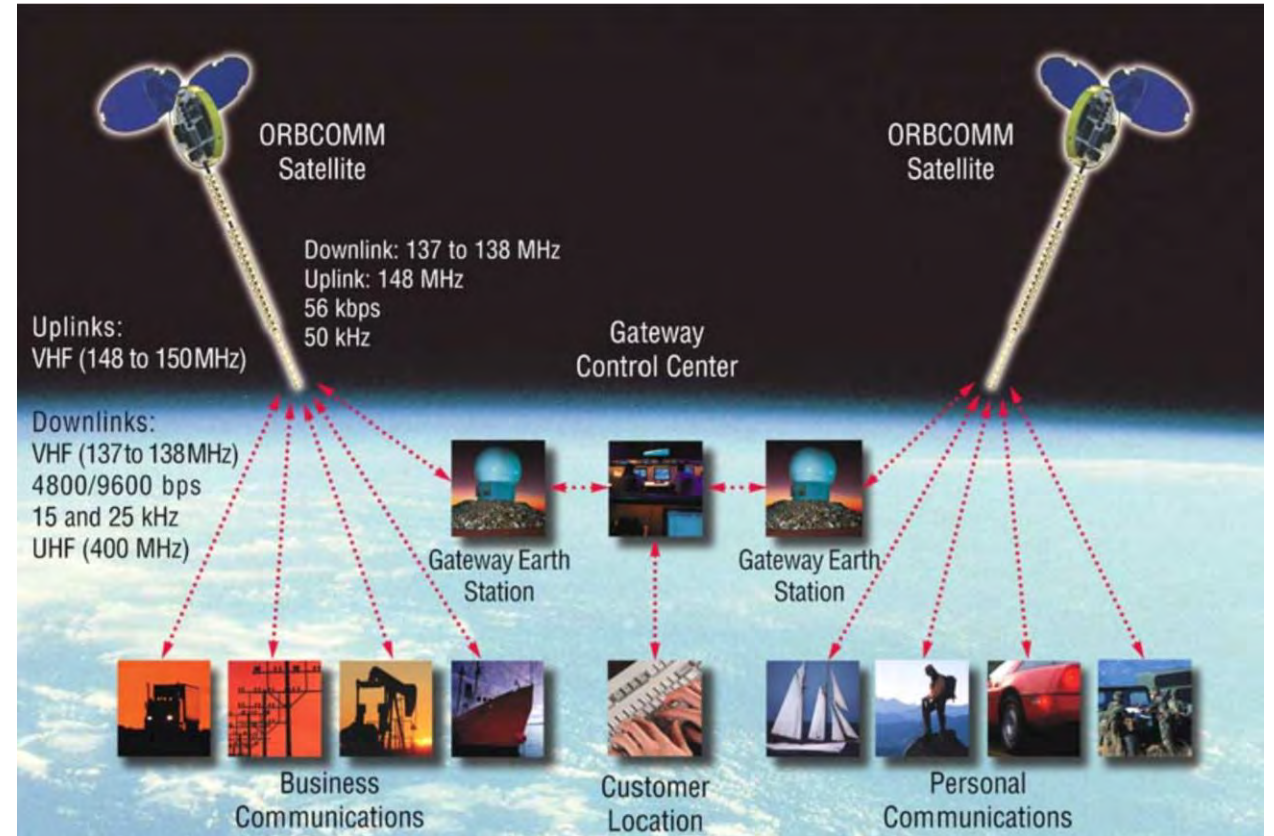 ORBCOMM
Satellite
ORBCOMM
Satellite
Downlink: 137 to 138 MHz
Uplink: 148 MHz
56 kbps
50 kHz
Uplinks:
VHF (148 to 150MHz)
Gateway
Control Center
Downlinks:
VHF (137to 138MHz)
4800/9600 bps
15 and 25 kHz
UHF (400 MHz)
Gateway Earth
Station
Gateway Earth
Station
Business
Communications
Customer
Location
Personal
Communications